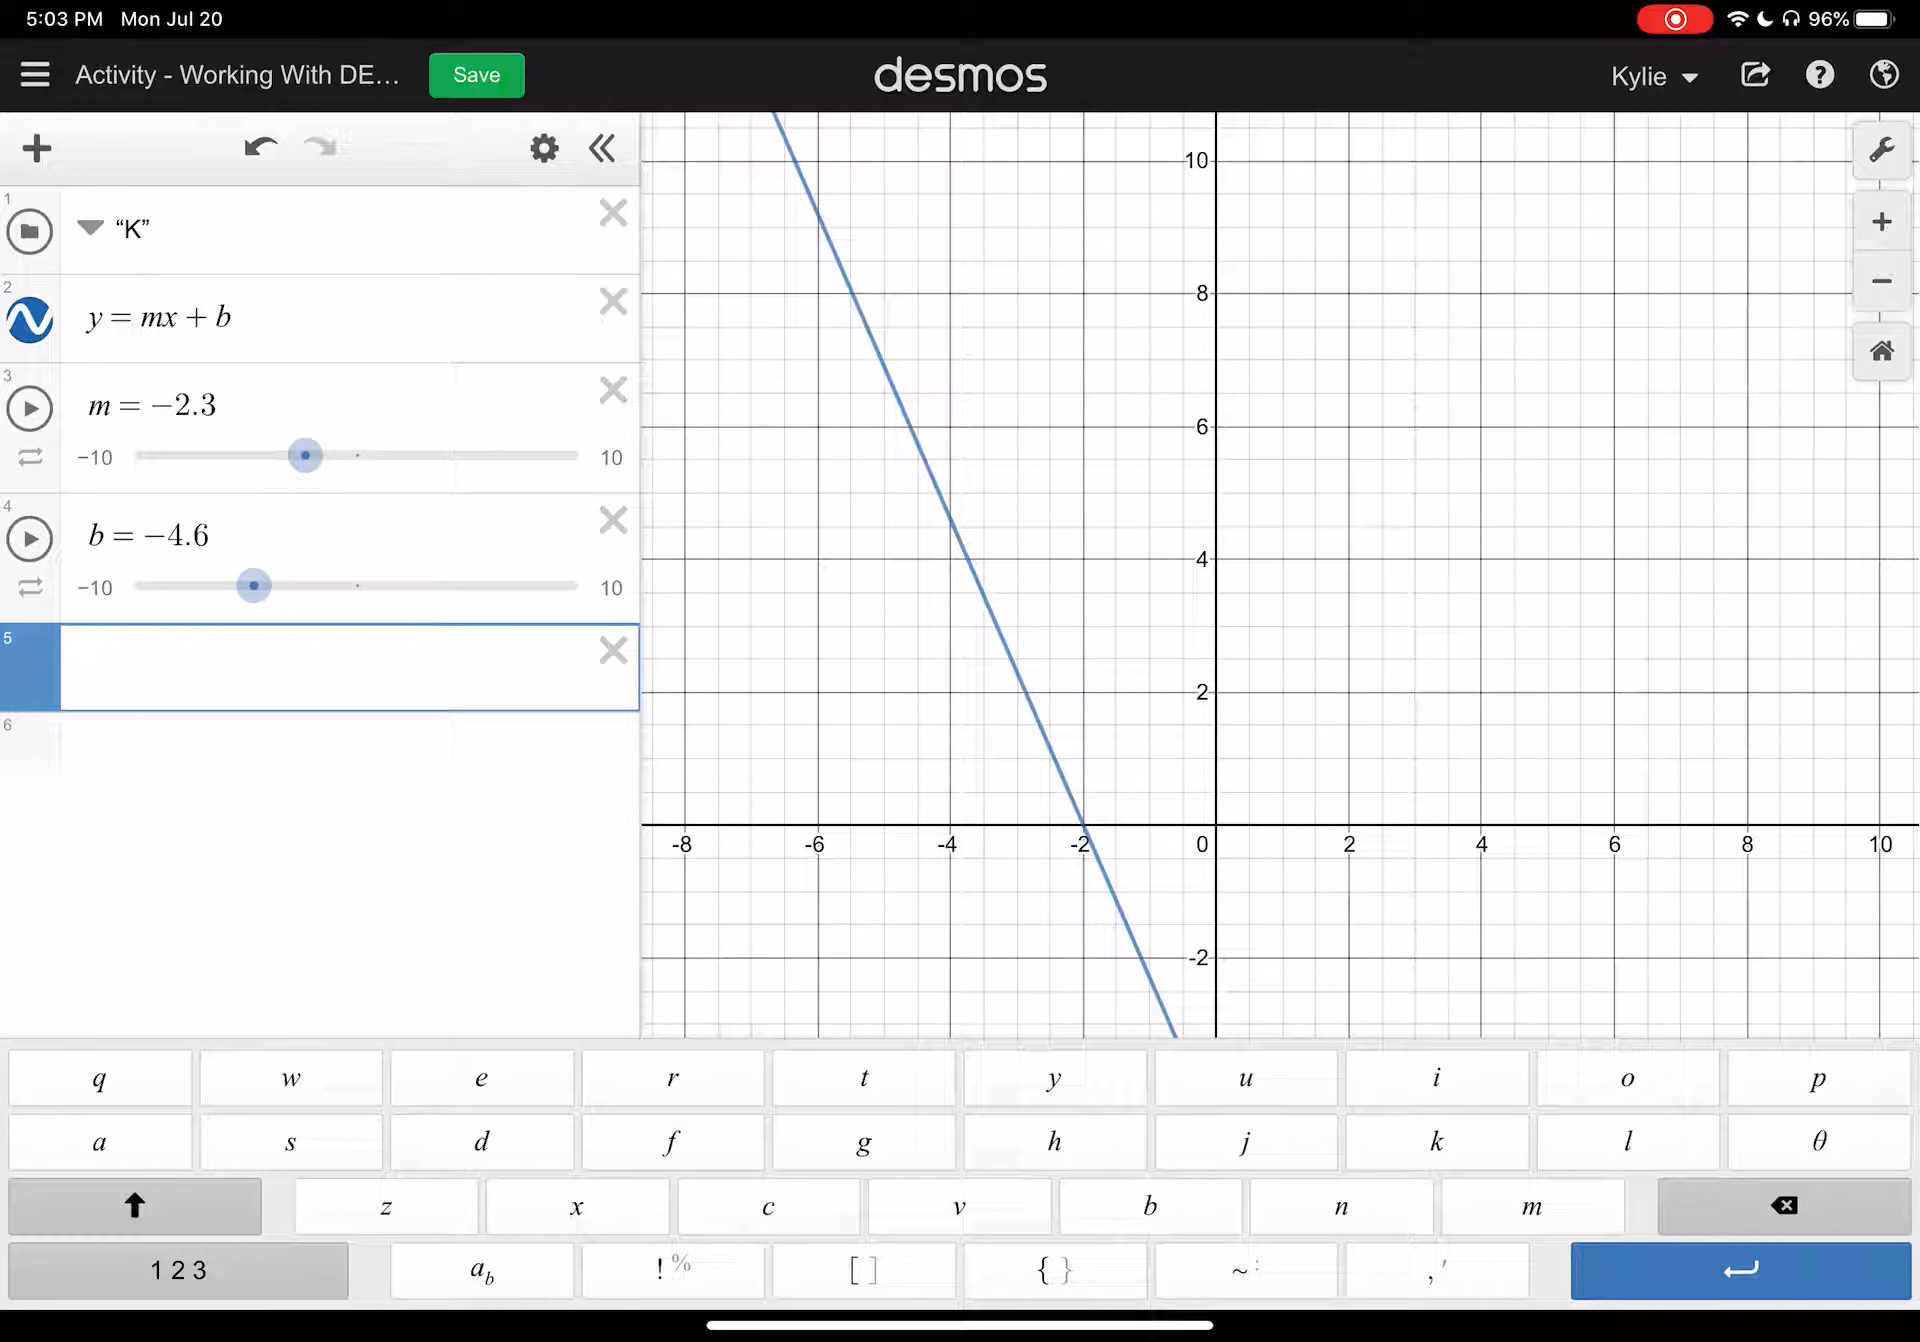 5:03 PM Mon Jul 20
96%
Activity - Working With DE...
Save
desmos
Kylie
1
“K”
2
y = mx + b
3
m = −2.3
−10
10
4
b = −4.6
−10
10
5
6
10
8
6
4
2
-8 -6 -4 -2 0 2 4 6 8 10
-2
q w e r t y u i o p
a s d f g h j k l θ
z x c v b n m
1 2 3 a_b ! % [ ] { } ~ : , '